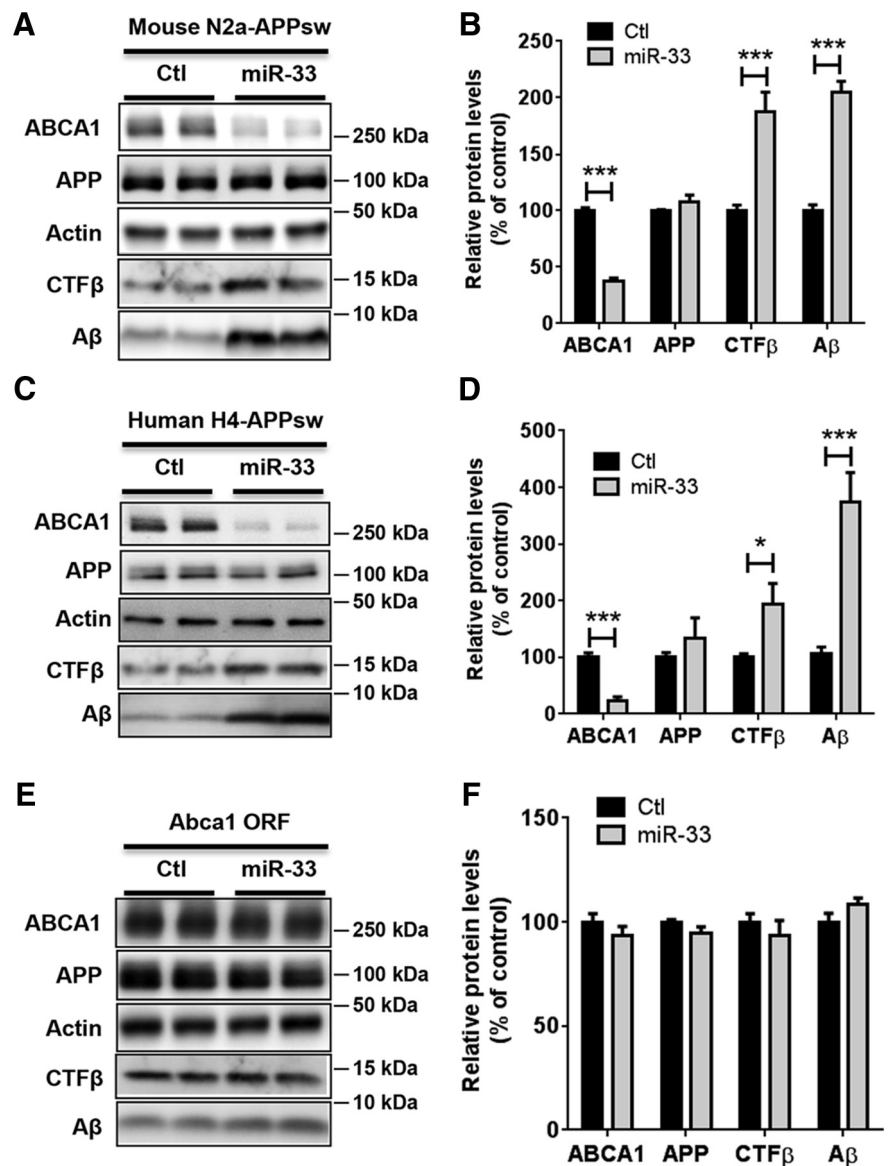 A
Mouse N2a-APPsw
Ctl miR-33
ABCA1
250 kDa
APP
100 kDa
50 kDa
Actin
CTFβ
15 kDa
10 kDa
Aβ
B
Ctl
miR-33
Relative protein levels
(% of control)
250
200
150
100
50
0
***
***
***
ABCA1 APP CTFβ Aβ
C
Human H4-APPsw
Ctl miR-33
ABCA1
250 kDa
APP
100 kDa
50 kDa
Actin
CTFβ
15 kDa
10 kDa
Aβ
D
Ctl
miR-33
Relative protein levels
(% of control)
500
400
300
200
100
0
***
*
***
ABCA1 APP CTFβ Aβ
E
Abca1 ORF
Ctl miR-33
ABCA1
250 kDa
APP
100 kDa
50 kDa
Actin
CTFβ
15 kDa
10 kDa
Aβ
F
Ctl
miR-33
Relative protein levels
(% of control)
150
100
50
0
ABCA1 APP CTFβ Aβ